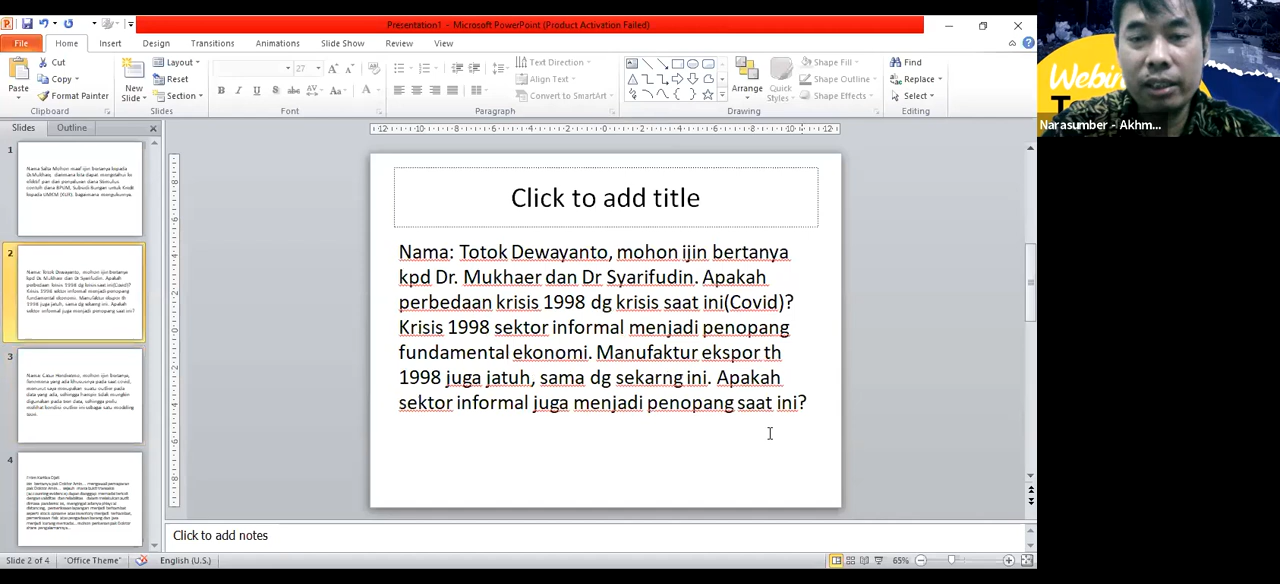 Presentation1 - Microsoft PowerPoint (Product Activation Failed)
File Home Insert Design Transitions Animations Slide Show Review View
Paste
Cut
Copy
Format Painter
Clipboard
New Slide
Layout
Reset
Section
Slides
27
Font
Text Direction
Align Text
Convert to SmartArt
Paragraph
Arrange
Quick Styles
Shape Fill
Shape Outline
Shape Effects
Drawing
Find
Replace
Select
Editing
Slides Outline
1
2
3
4
Click to add title
Nama: Totok Dewayanto, mohon ijin bertanya
kpd Dr. Mukhaer dan Dr Syarifudin. Apakah
perbedaan krisis 1998 dg krisis saat ini(Covid)?
Krisis 1998 sektor informal menjadi penopang
fundamental ekonomi. Manufaktur ekspor th
1998 juga jatuh, sama dg sekarng ini. Apakah
sektor informal juga menjadi penopang saat ini?
Click to add notes
Slide 2 of 4 "Office Theme" English (U.S.) 65%
Webin
Narasumber - Akhm...